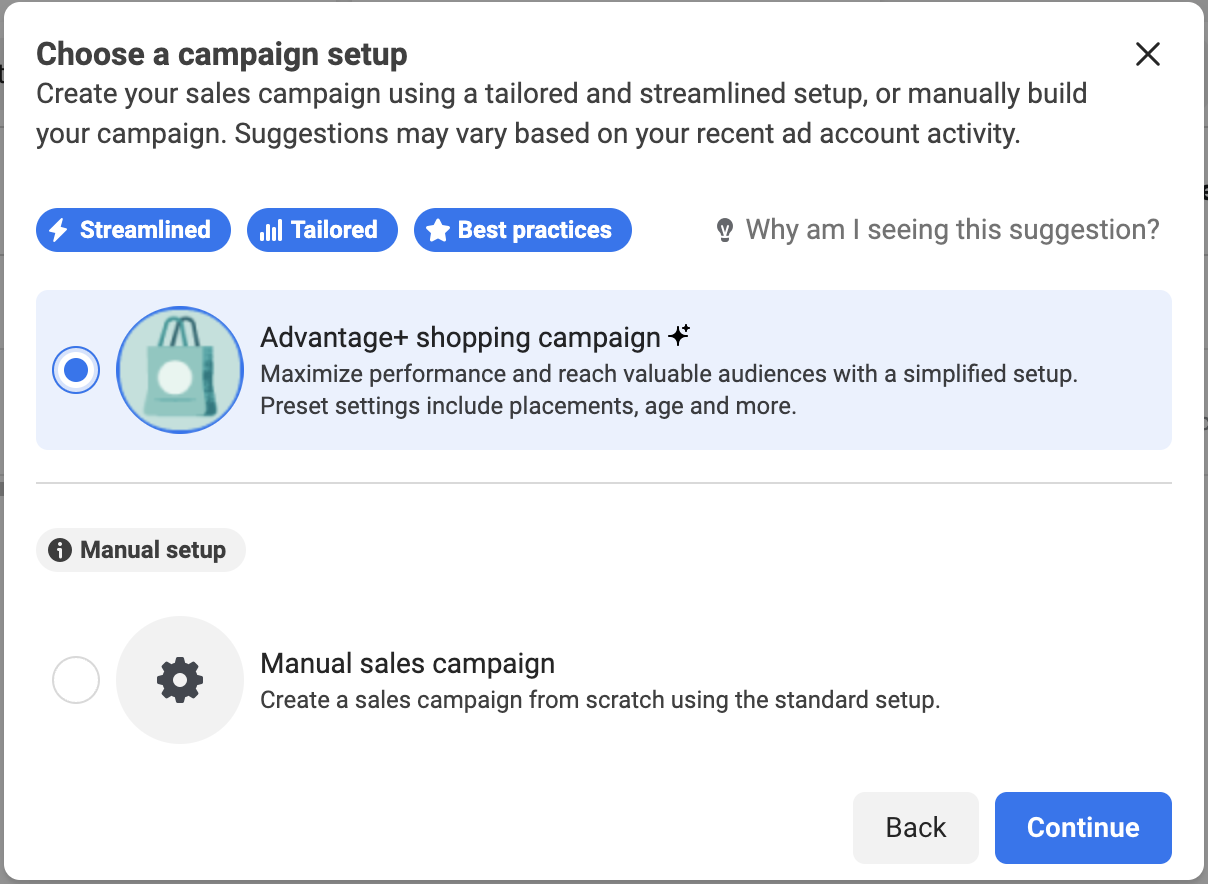 Choose a campaign setup
Create your sales campaign using a tailored and streamlined setup, or manually build
your campaign. Suggestions may vary based on your recent ad account activity.
Streamlined
Tailored
Best practices
Why am I seeing this suggestion?
Advantage+ shopping campaign
Maximize performance and reach valuable audiences with a simplified setup.
Preset settings include placements, age and more.
Manual setup
Manual sales campaign
Create a sales campaign from scratch using the standard setup.
Back
Continue